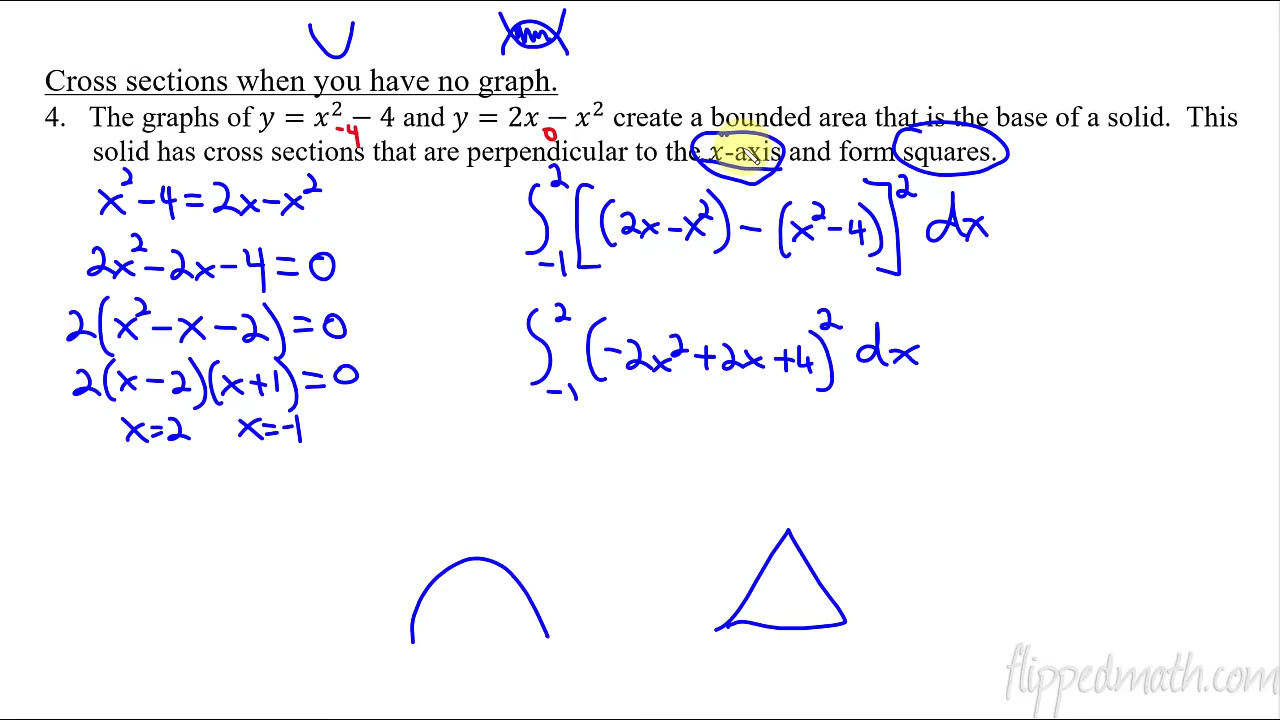 Cross sections when you have no graph.
4. The graphs of y = x² − 4 and y = 2x − x² create a bounded area that is the base of a solid. This
-4 0
solid has cross sections that are perpendicular to the x-axis and form squares.
x² - 4 = 2x - x²
2x² - 2x - 4 = 0
2(x² - x - 2) = 0
2(x - 2)(x + 1) = 0
x = 2 x = -1
∫₋₁² [(2x - x²) - (x² - 4)]² dx
∫₋₁² (-2x² + 2x + 4)² dx
flippedmath.com